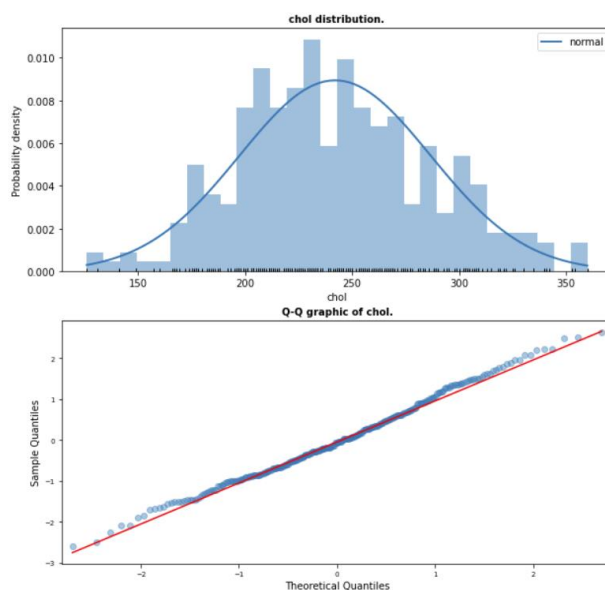 chol distribution.
normal
Probability density
0.010
0.008
0.006
0.004
0.002
0.000
150 200 250 300 350
chol
Q-Q graphic of chol.
Sample Quantiles
2
1
0
−1
−2
−3
−2 −1 0 1 2
Theoretical Quantiles